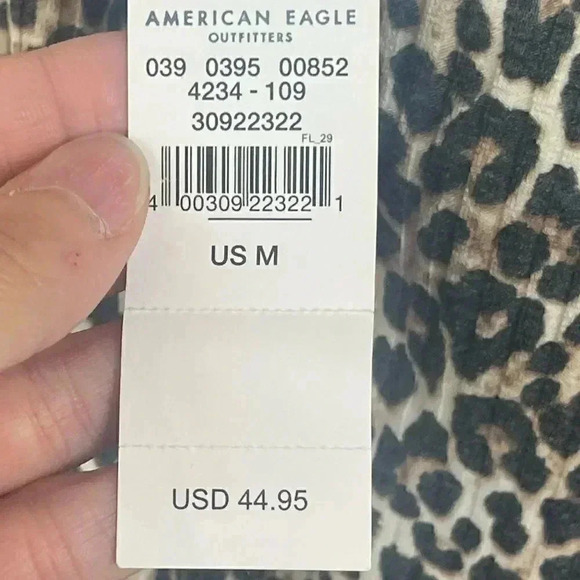 AMERICAN EAGLE
OUTFITTERS
039 0395 00852
4234 - 109
30922322
FL_29
4 00309 22322 1
US M
USD 44.95